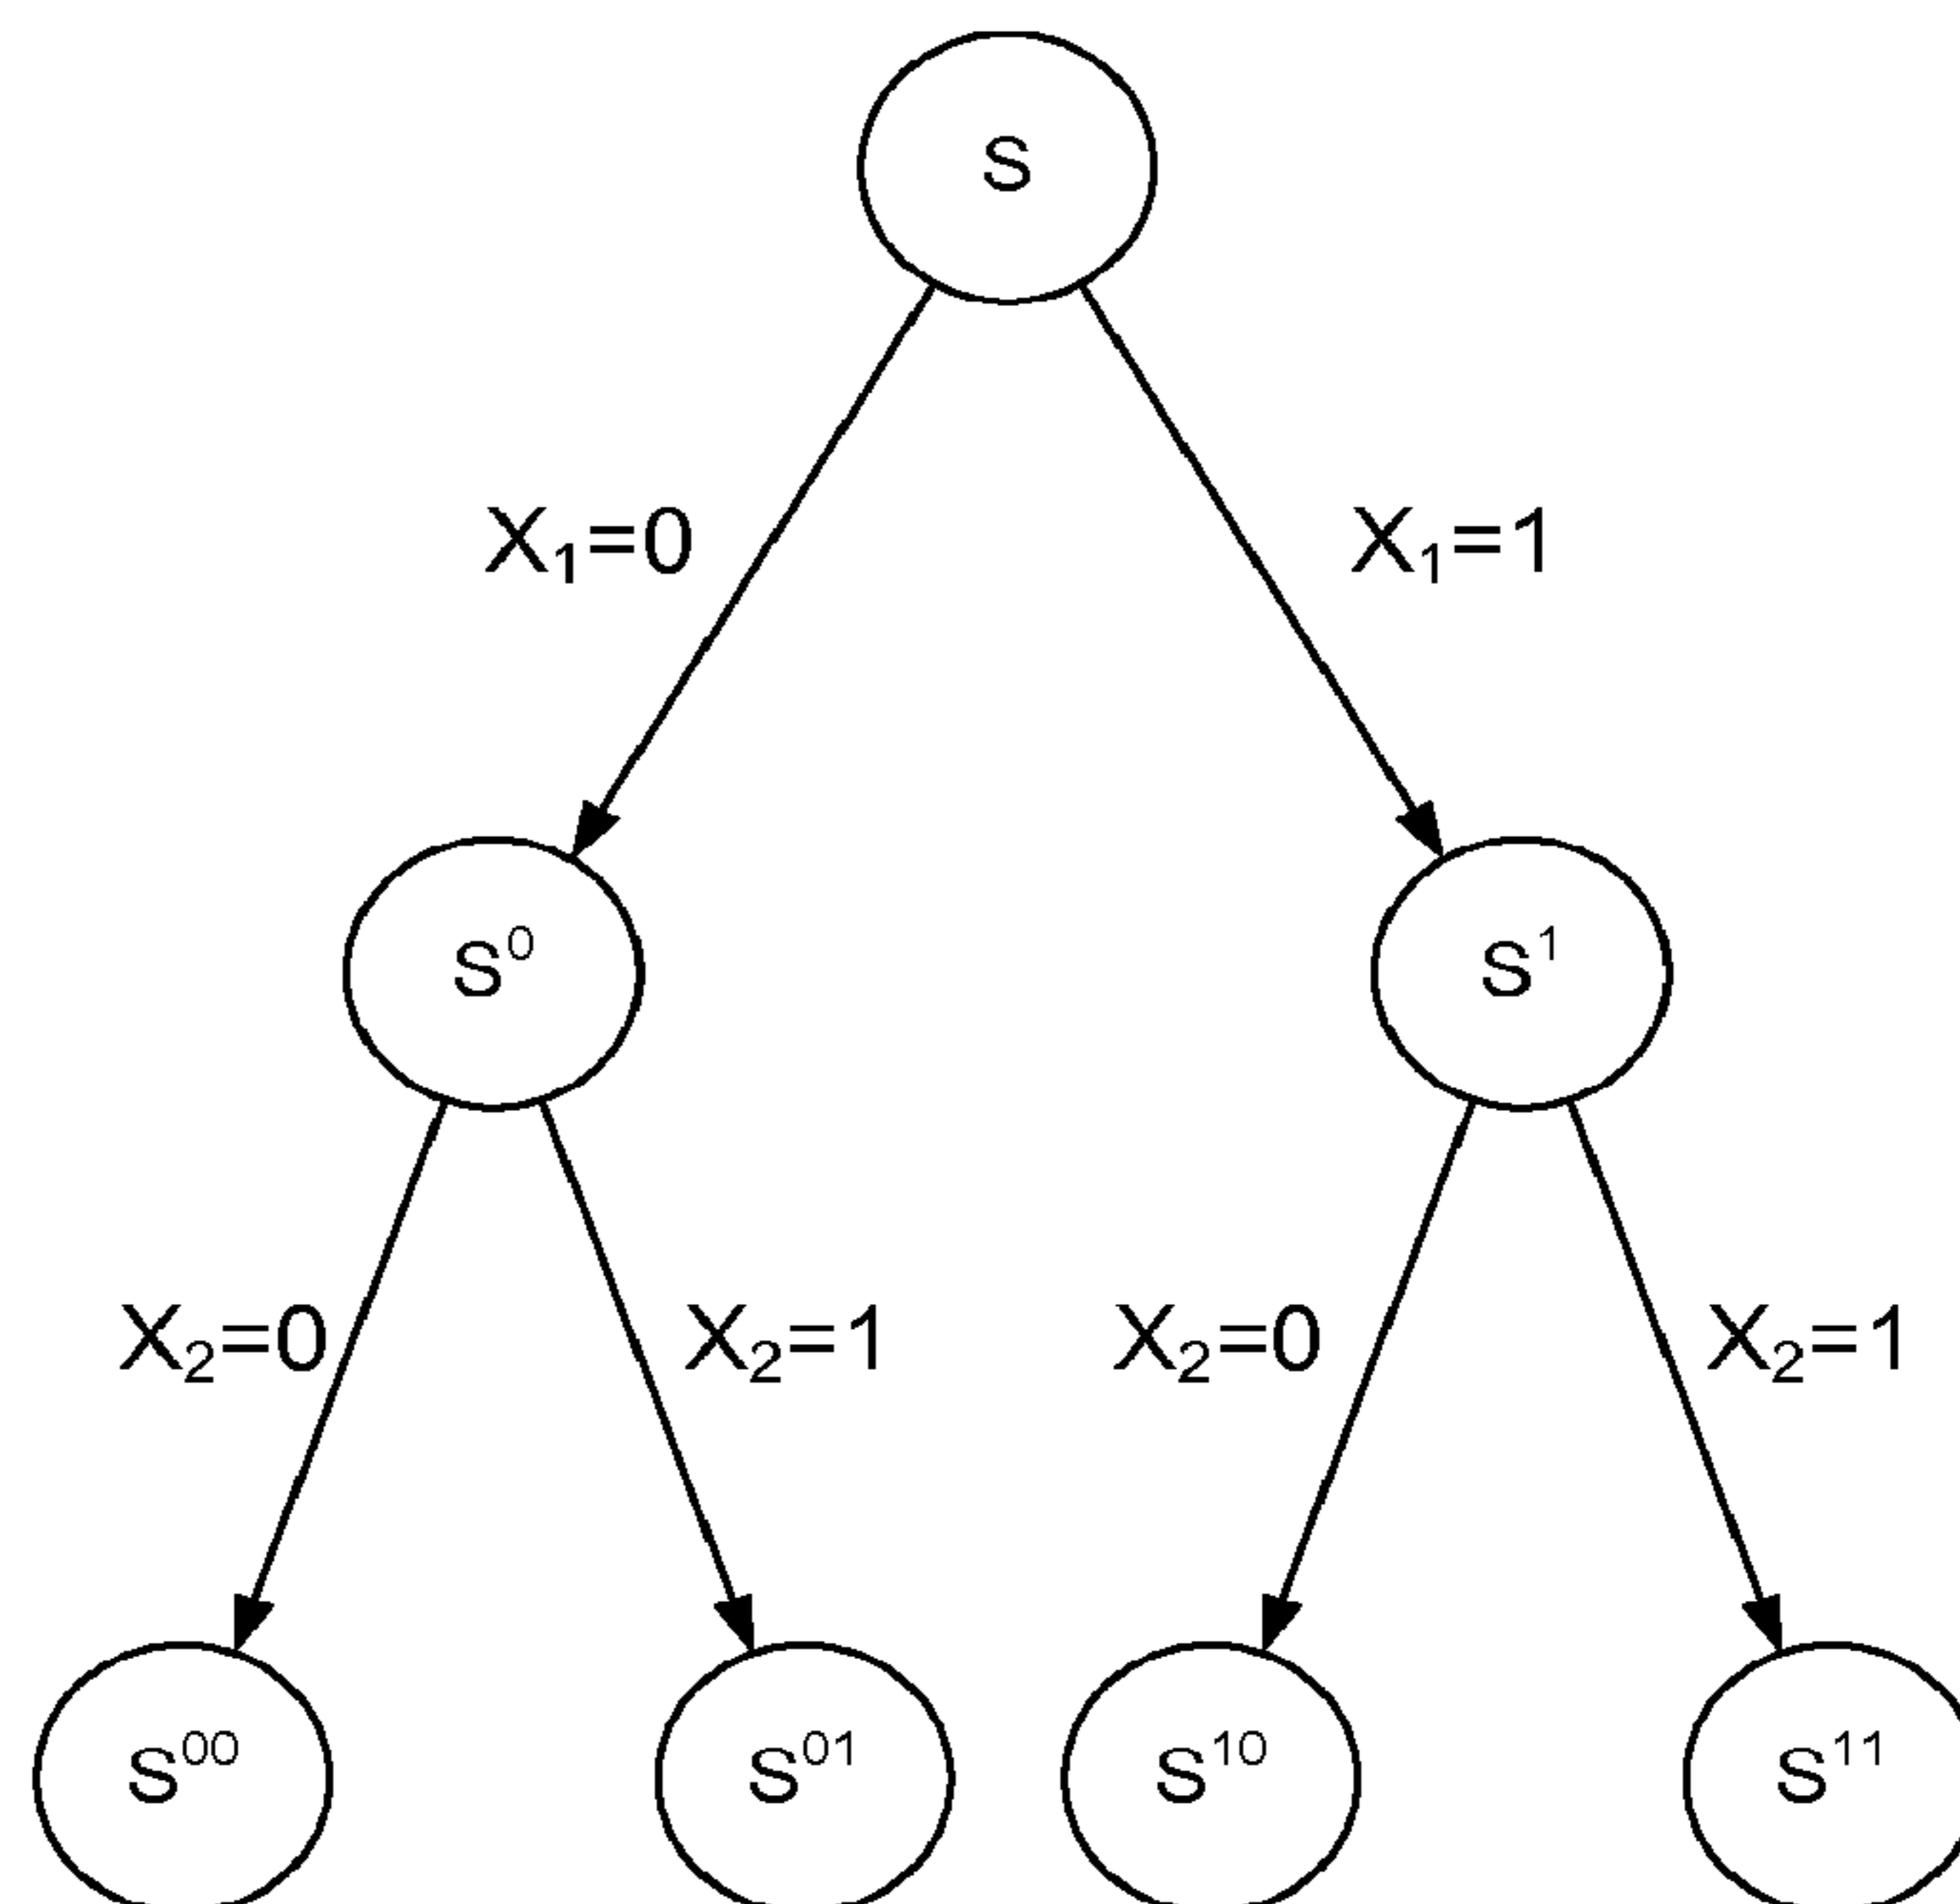 S
X₁=0 X₁=1
S⁰ S¹
X₂=0 X₂=1 X₂=0 X₂=1
S⁰⁰ S⁰¹ S¹⁰ S¹¹